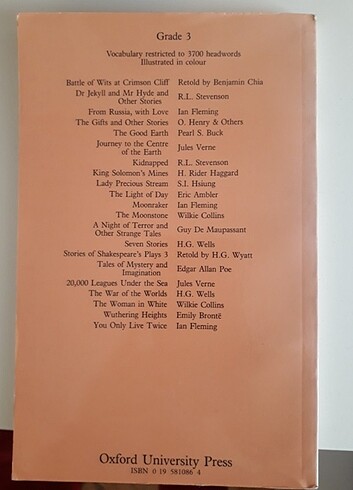 Grade 3
Vocabulary restricted to 3700 headwords
Illustrated in colour
Battle of Wits at Crimson Cliff Retold by Benjamin Chia
Dr Jekyll and Mr Hyde and
Other Stories R.L. Stevenson
From Russia, with Love Ian Fleming
The Gifts and Other Stories O. Henry & Others
The Good Earth Pearl S. Buck
Journey to the Centre
of the Earth Jules Verne
Kidnapped R.L. Stevenson
King Solomon's Mines H. Rider Haggard
Lady Precious Stream S.I. Hsiung
The Light of Day Eric Ambler
Moonraker Ian Fleming
The Moonstone Wilkie Collins
A Night of Terror and
Other Strange Tales Guy De Maupassant
Seven Stories H.G. Wells
Stories of Shakespeare's Plays 3 Retold by H.G. Wyatt
Tales of Mystery and
Imagination Edgar Allan Poe
20,000 Leagues Under the Sea Jules Verne
The War of the Worlds H.G. Wells
The Woman in White Wilkie Collins
Wuthering Heights Emily Brontë
You Only Live Twice Ian Fleming
Oxford University Press
ISBN 0 19 581086 4